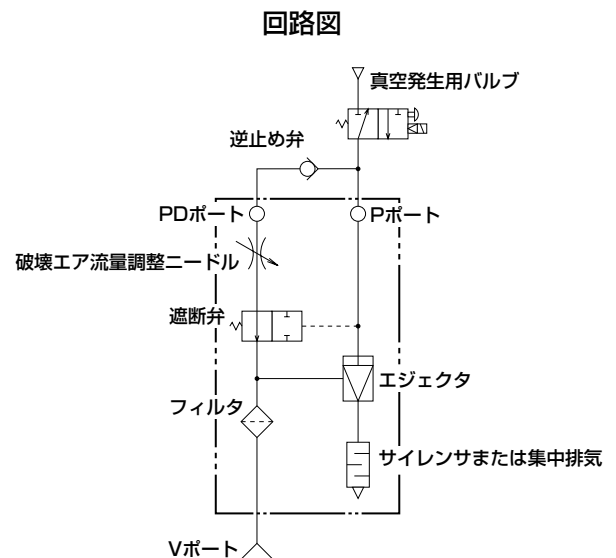 回路図
真空発生用バルブ
逆止め弁
PDポート
Pポート
破壊エア流量調整ニードル
遮断弁
エジェクタ
フィルタ
サイレンサまたは集中排気
Vポート